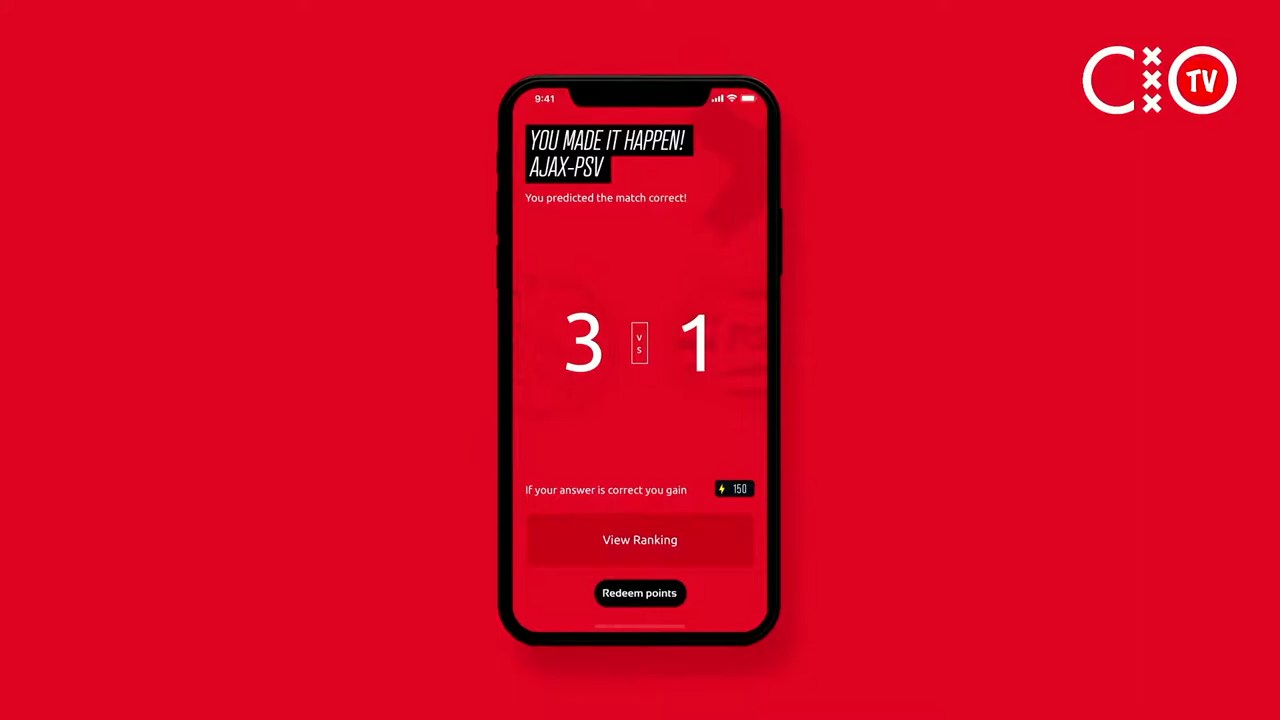 CIO
TV
9:41
YOU MADE IT HAPPEN!
AJAX-PSV
You predicted the match correct!
3
vs
1
If your answer is correct you gain
150
View Ranking
Redeem points